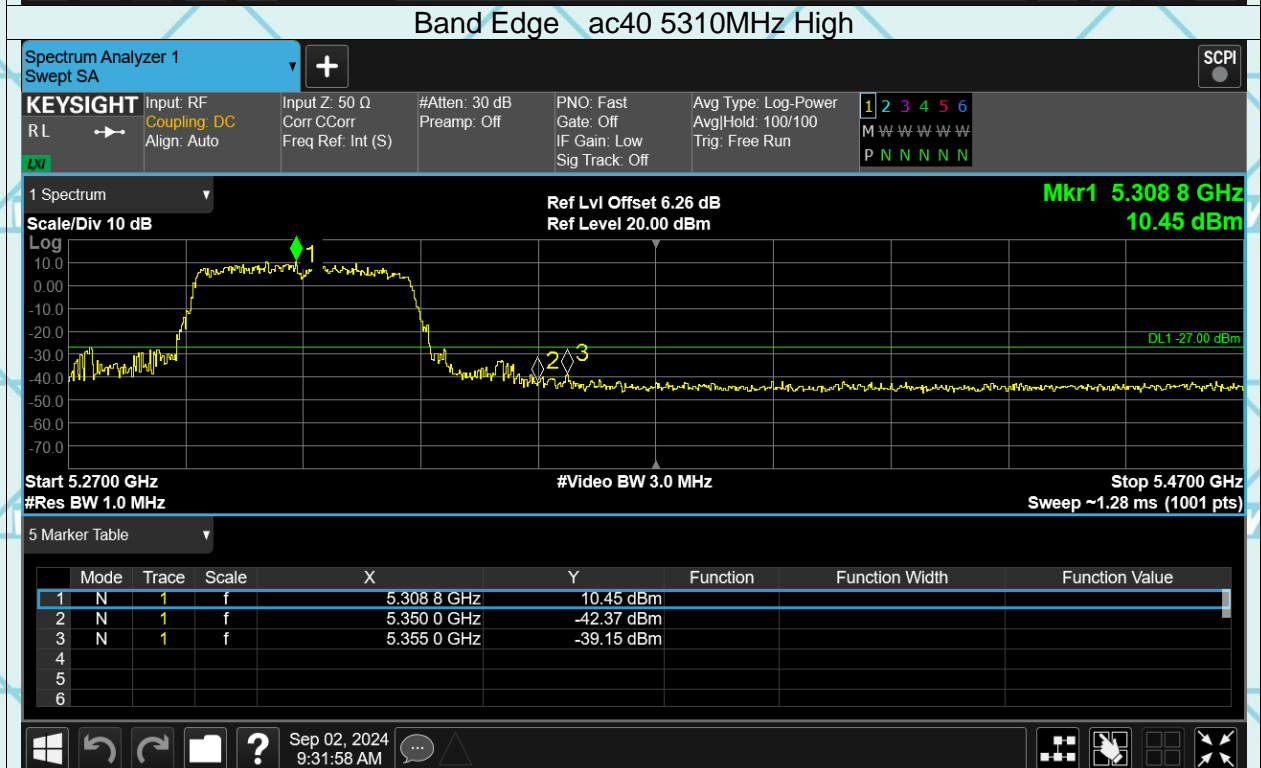 Band Edge ac40 5310MHz High
Spectrum Analyzer 1
Swept SA
+
SCPI
KEYSIGHT
R L
LXI
Input: RF
Coupling: DC
Align: Auto
Input Z: 50 Ω
Corr CCorr
Freq Ref: Int (S)
#Atten: 30 dB
Preamp: Off
PNO: Fast
Gate: Off
IF Gain: Low
Sig Track: Off
Avg Type: Log-Power
Avg|Hold: 100/100
Trig: Free Run
1 2 3 4 5 6
M W W W W W
P N N N N N
1 Spectrum
Scale/Div 10 dB
Ref Lvl Offset 6.26 dB
Ref Level 20.00 dBm
Mkr1 5.308 8 GHz
10.45 dBm
Log
10.0
0.00
-10.0
-20.0
-30.0
-40.0
-50.0
-60.0
-70.0
1
2
3
DL1 -27.00 dBm
Start 5.2700 GHz
#Video BW 3.0 MHz
Stop 5.4700 GHz
#Res BW 1.0 MHz
Sweep ~1.28 ms (1001 pts)
5 Marker Table
Mode Trace Scale X Y Function Function Width Function Value
1 N 1 f 5.308 8 GHz 10.45 dBm
2 N 1 f 5.350 0 GHz -42.37 dBm
3 N 1 f 5.355 0 GHz -39.15 dBm
4
5
6
?
Sep 02, 2024
9:31:58 AM